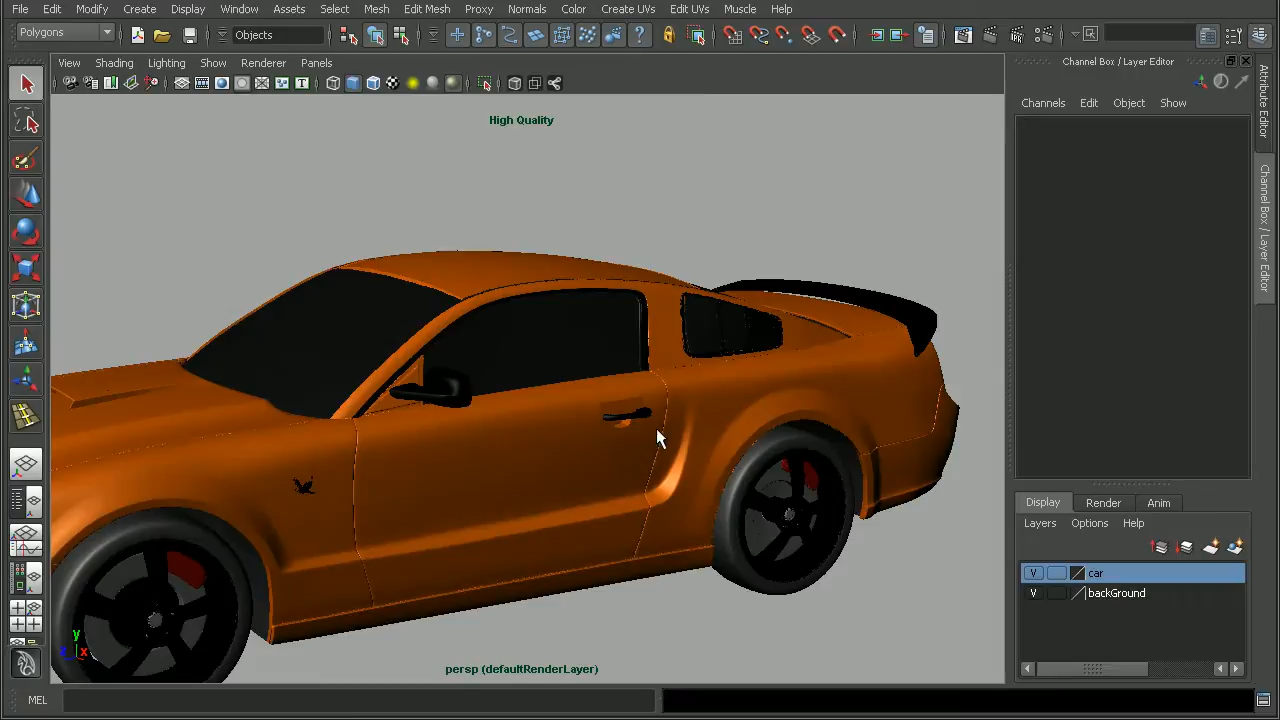 File Edit Modify Create Display Window Assets Select Mesh Edit Mesh Proxy Normals Color Create UVs Edit UVs Muscle Help
Polygons Objects
View Shading Lighting Show Renderer Panels
Channel Box / Layer Editor
Channels Edit Object Show
High Quality
Attribute Editor
Channel Box / Layer Editor
Display Render Anim
Layers Options Help
V car
V backGround
y
z x
persp (defaultRenderLayer)
MEL